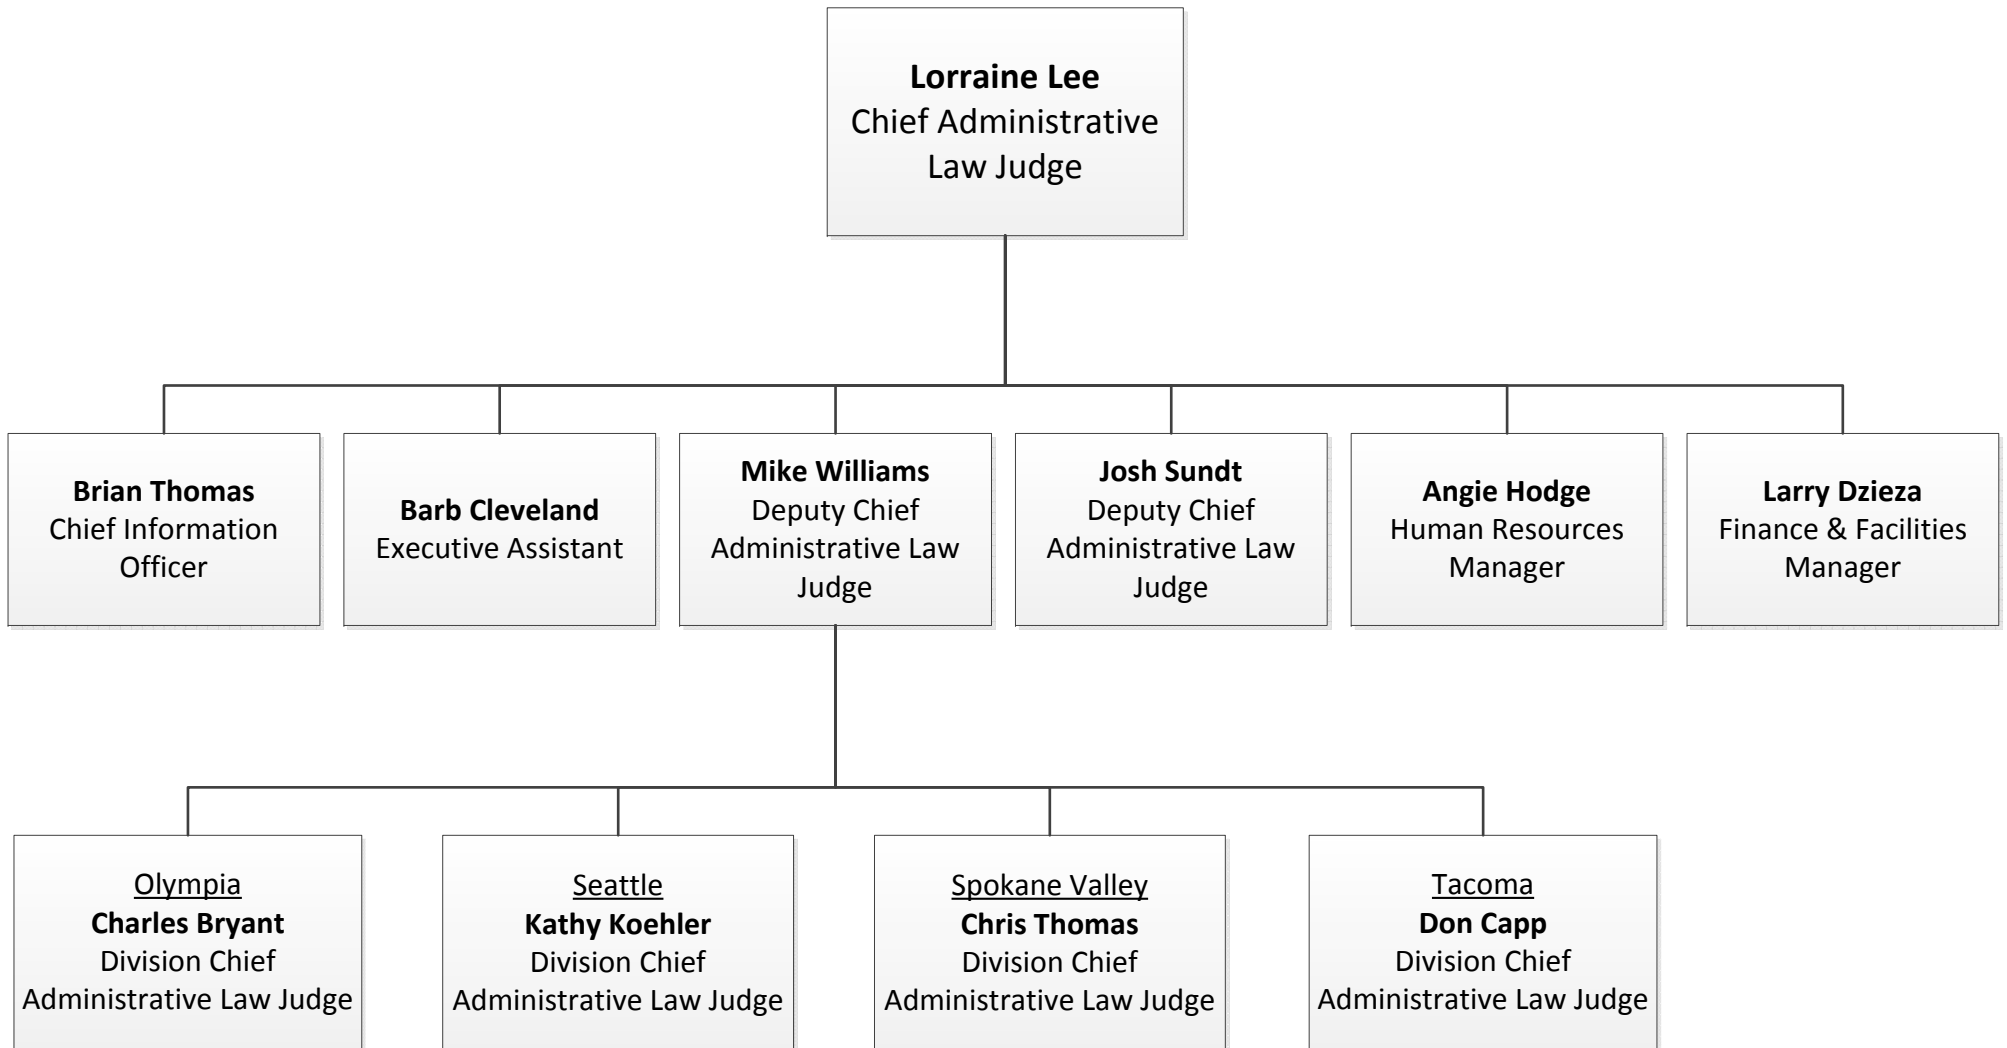 Lorraine Lee
Chief Administrative
Law Judge
Brian Thomas
Chief Information
Officer
Barb Cleveland
Executive Assistant
Mike Williams
Deputy Chief
Administrative Law
Judge
Josh Sundt
Deputy Chief
Administrative Law
Judge
Angie Hodge
Human Resources
Manager
Larry Dzieza
Finance & Facilities
Manager
Olympia
Charles Bryant
Division Chief
Administrative Law Judge
Seattle
Kathy Koehler
Division Chief
Administrative Law Judge
Spokane Valley
Chris Thomas
Division Chief
Administrative Law Judge
Tacoma
Don Capp
Division Chief
Administrative Law Judge